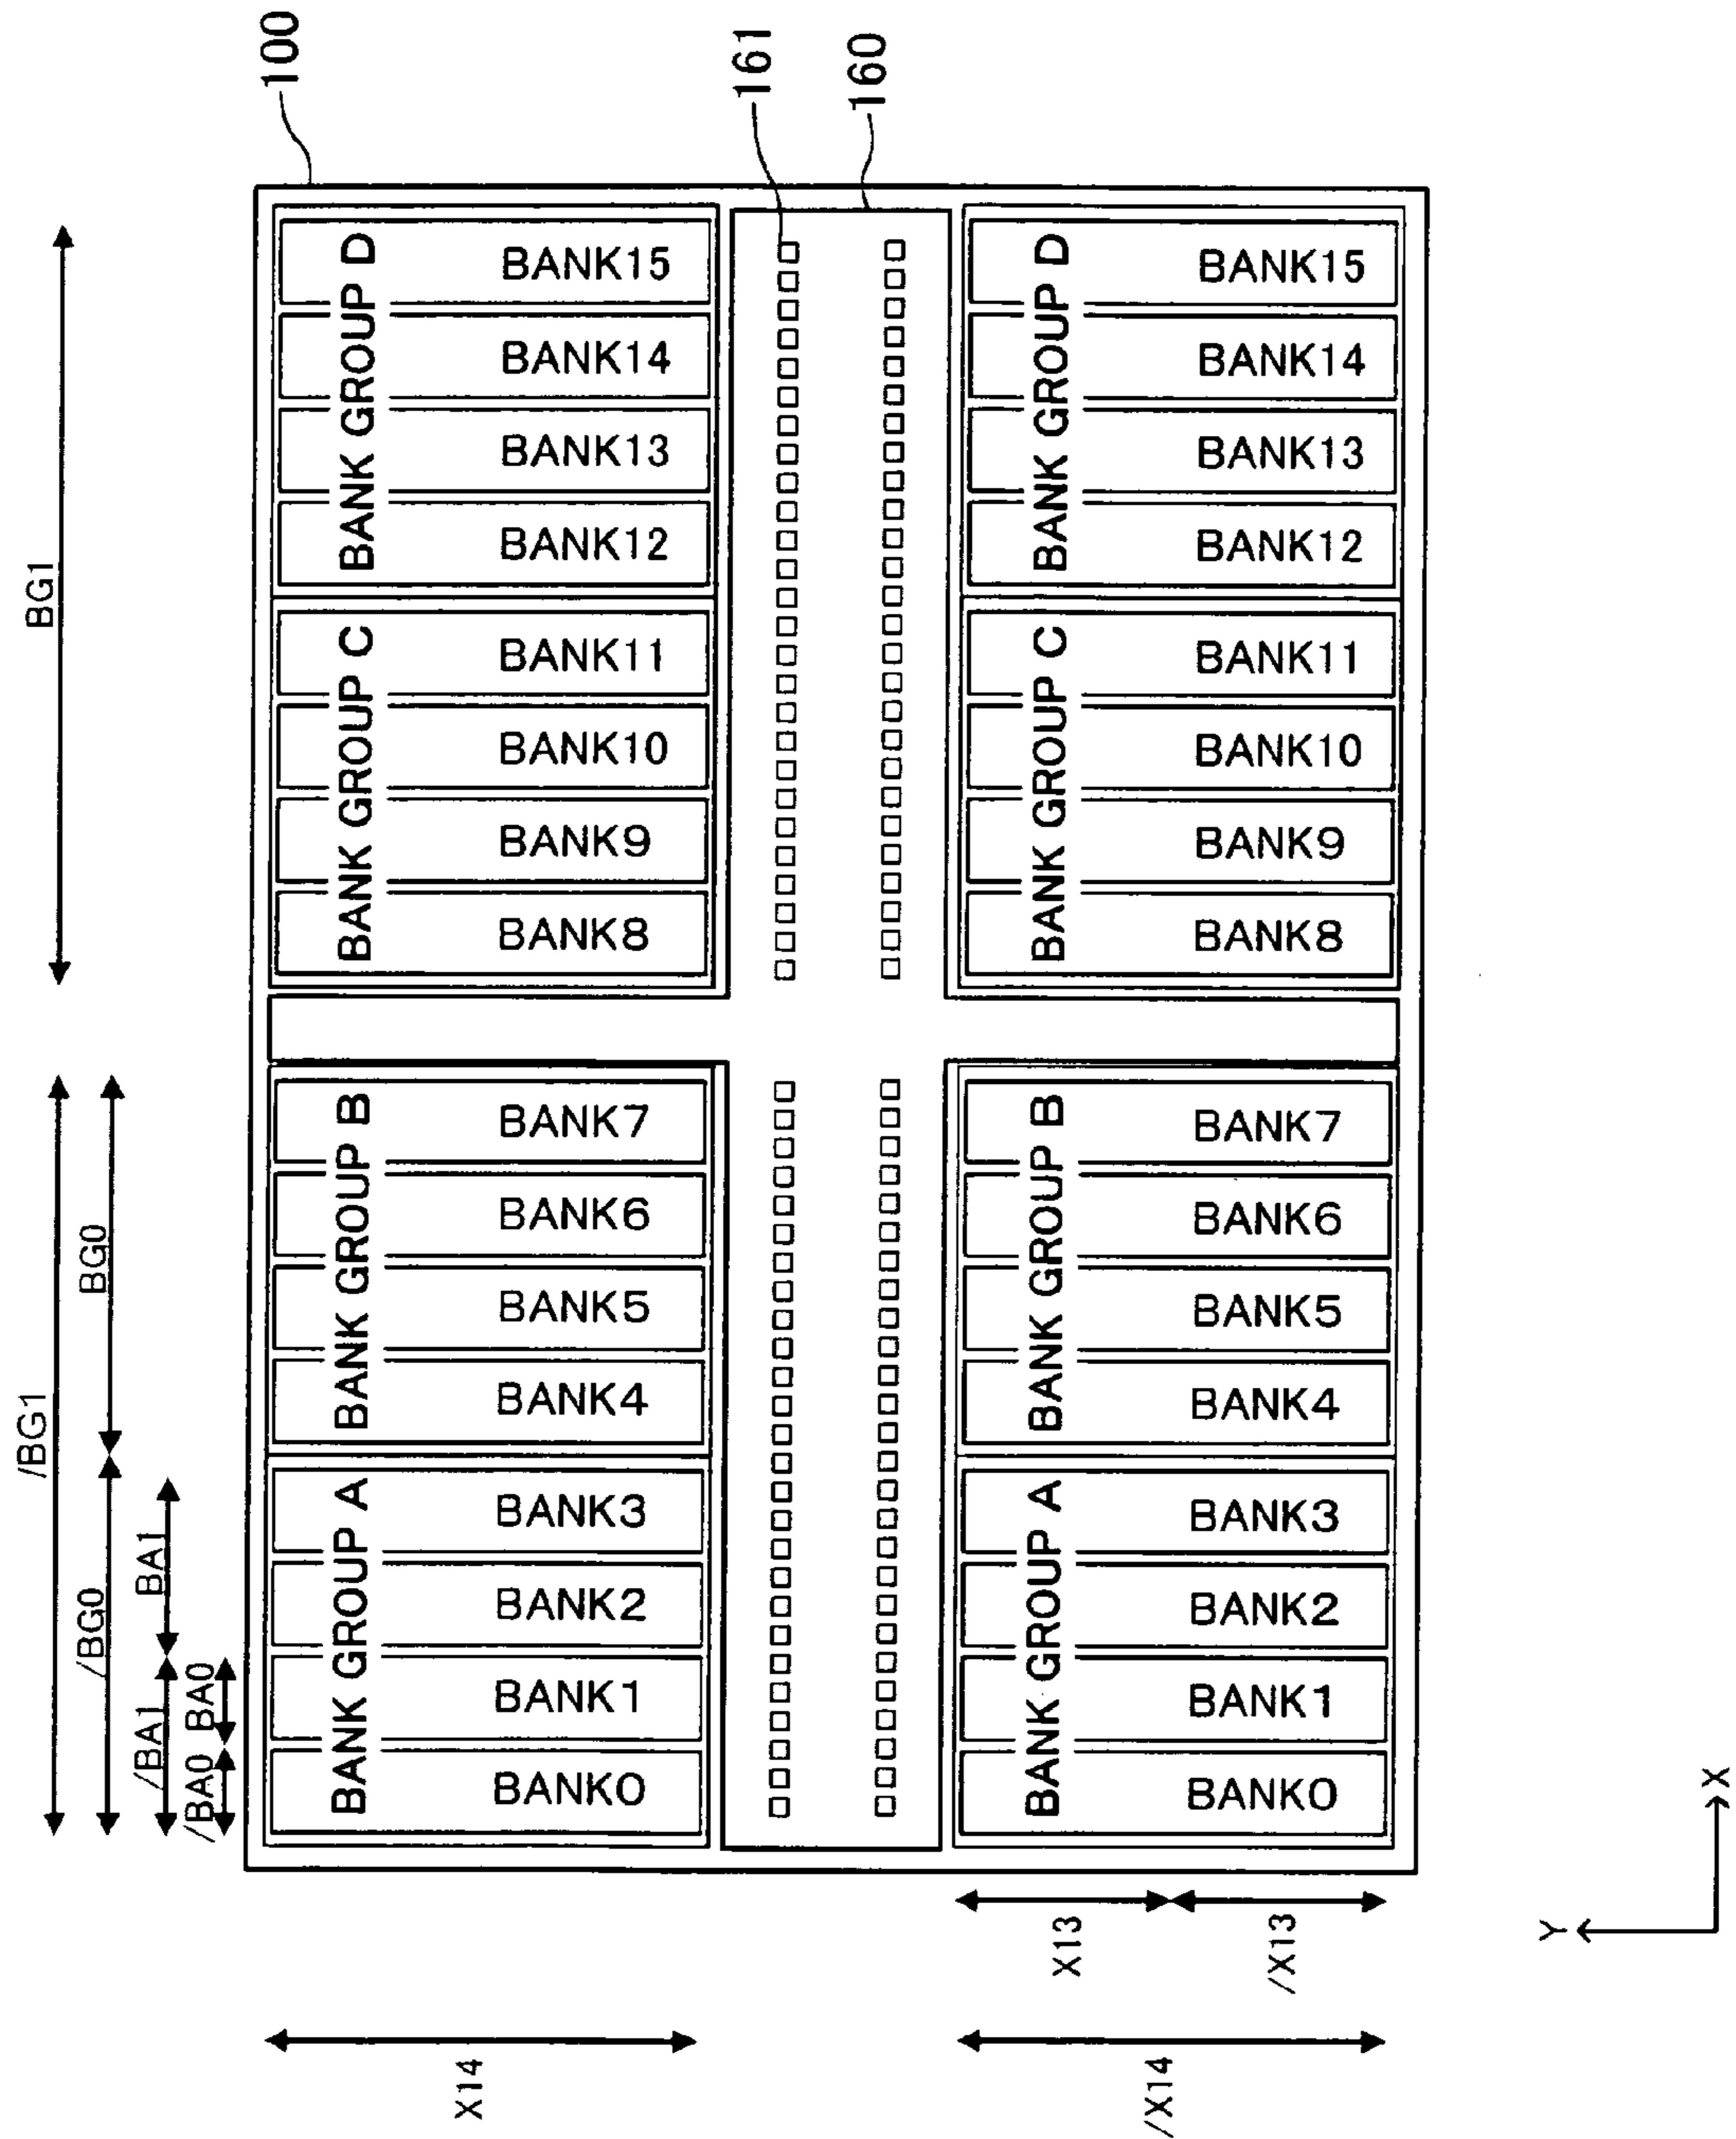 100
161
160
BG1
/BG1
BG0
/BG0
BA1
/BA1
BA0
/BA0
BANK GROUP D
BANK15
BANK14
BANK13
BANK12
BANK GROUP C
BANK11
BANK10
BANK9
BANK8
BANK GROUP B
BANK7
BANK6
BANK5
BANK4
BANK GROUP A
BANK3
BANK2
BANK1
BANK0
BANK GROUP D
BANK15
BANK14
BANK13
BANK12
BANK GROUP C
BANK11
BANK10
BANK9
BANK8
BANK GROUP B
BANK7
BANK6
BANK5
BANK4
BANK GROUP A
BANK3
BANK2
BANK1
BANK0
X13
/X13
X14
/X14
Y
X